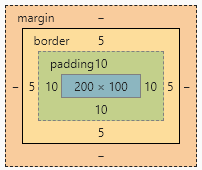 margin –
border 5
padding10
– 5 10 200 × 100 10 5 –
10
5
–